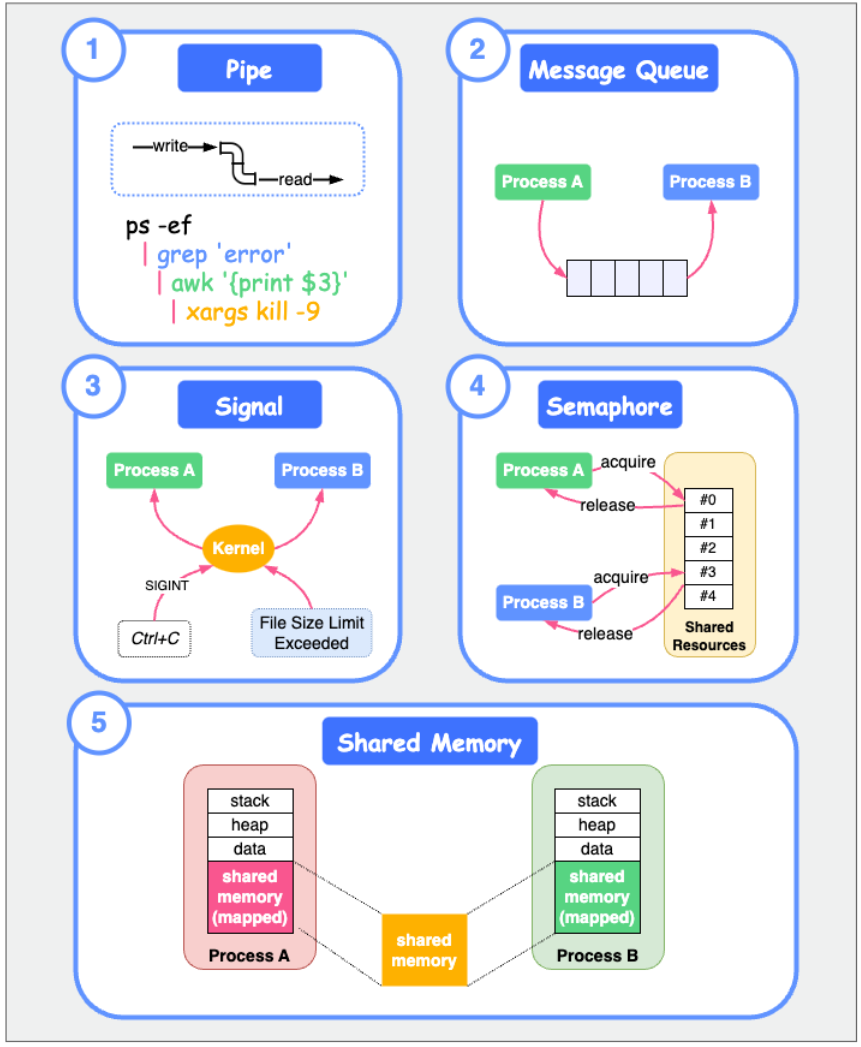 1
Pipe
write
read
ps -ef
| grep 'error'
| awk '{print $3}'
| xargs kill -9
2
Message Queue
Process A
Process B
3
Signal
Process A
Process B
Kernel
SIGINT
Ctrl+C
File Size Limit
Exceeded
4
Semaphore
Process A
acquire
release
Process B
acquire
release
#0
#1
#2
#3
#4
Shared
Resources
5
Shared Memory
stack
heap
data
shared
memory
(mapped)
Process A
shared
memory
stack
heap
data
shared
memory
(mapped)
Process B